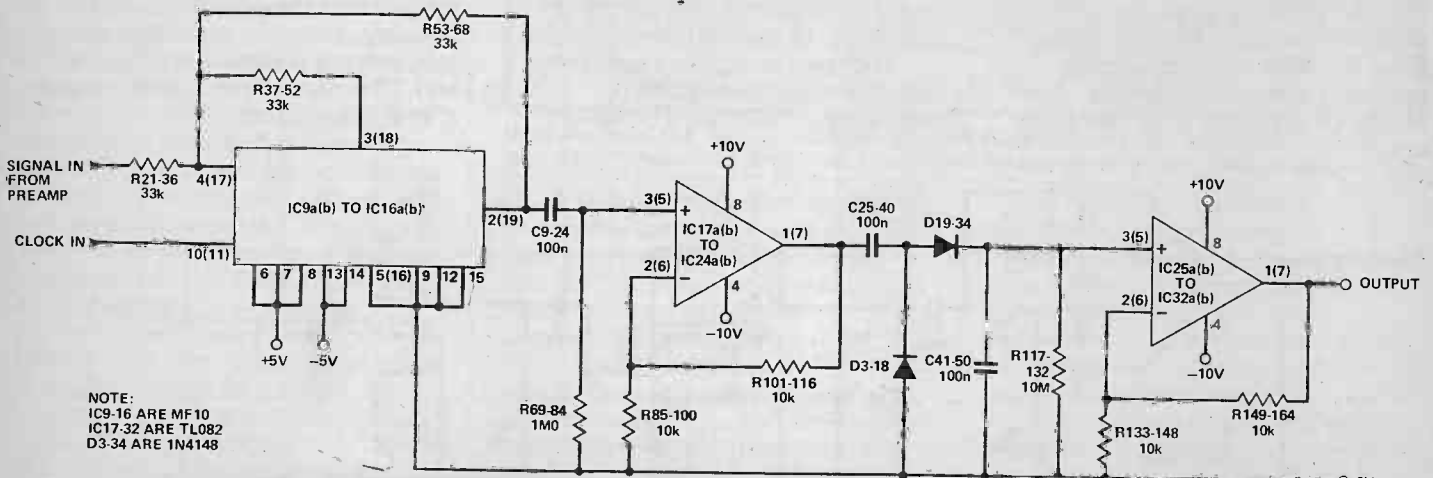 R53-68
33k
R37-52
33k
3(18)
SIGNAL IN
FROM
PREAMP
R21-36
33k
4(17)
IC9a(b) TO IC16a(b)
2(19)
C9-24
100n
CLOCK IN
10(11)
6 7 8 13 14 5(16) 9 12 15
+5V
-5V
+10V
8
3(5)
+
IC17a(b)
TO
IC24a(b)
1(7)
2(6)
−
4
−10V
C25-40
100n
D19-34
R101-116
10k
D3-18
C41-50
100n
R117-
132
10M
R69-84
1M0
R85-100
10k
+10V
8
3(5)
+
IC25a(b)
TO
IC32a(b)
1(7)
OUTPUT
2(6)
−
4
−10V
R149-164
10k
R133-148
10k
NOTE:
IC9-16 ARE MF10
IC17-32 ARE TL082
D3-34 ARE 1N4148